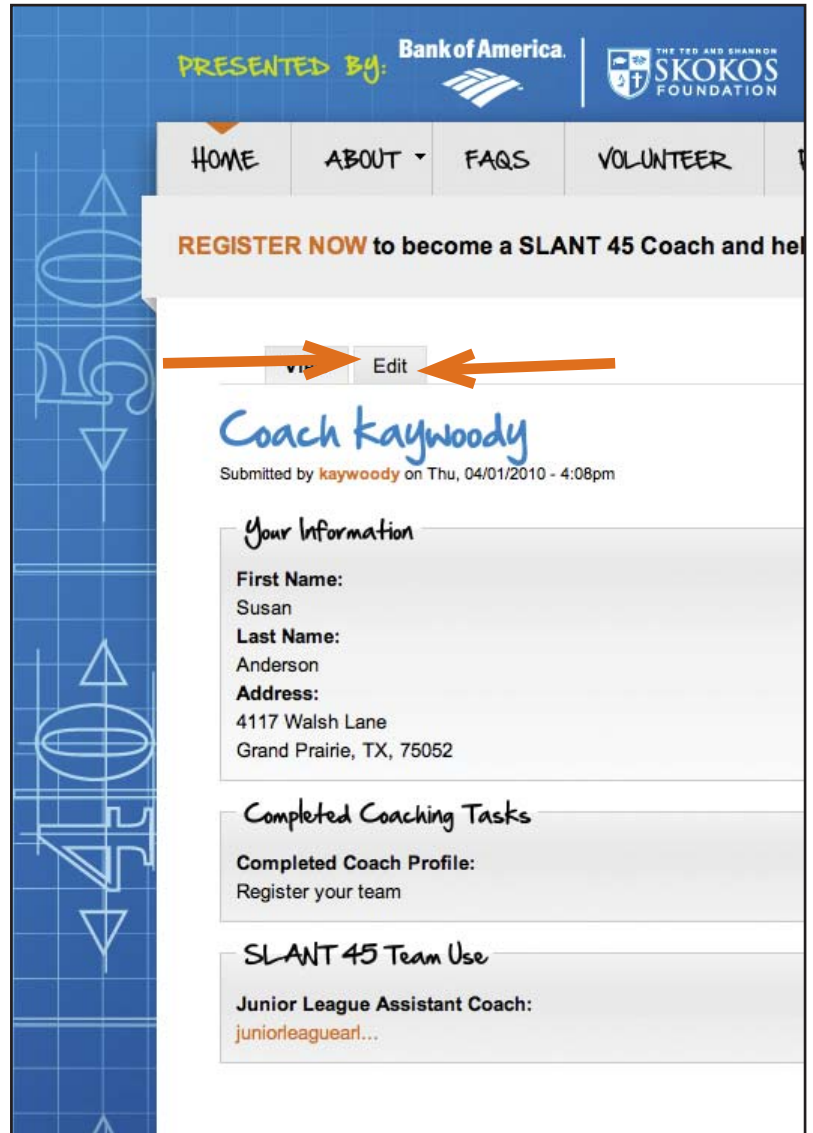 PRESENTED BY: Bank of America.
THE TED AND SHANNON
SKOKOS
FOUNDATION
HOME ABOUT FAQS VOLUNTEER
REGISTER NOW to become a SLANT 45 Coach and hel
Edit
Coach kaywoody
Submitted by kaywoody on Thu, 04/01/2010 - 4:08pm
Your Information
First Name:
Susan
Last Name:
Anderson
Address:
4117 Walsh Lane
Grand Prairie, TX, 75052
Completed Coaching Tasks
Completed Coach Profile:
Register your team
SLANT 45 Team Use
Junior League Assistant Coach:
juniorleaguearl...
50
40